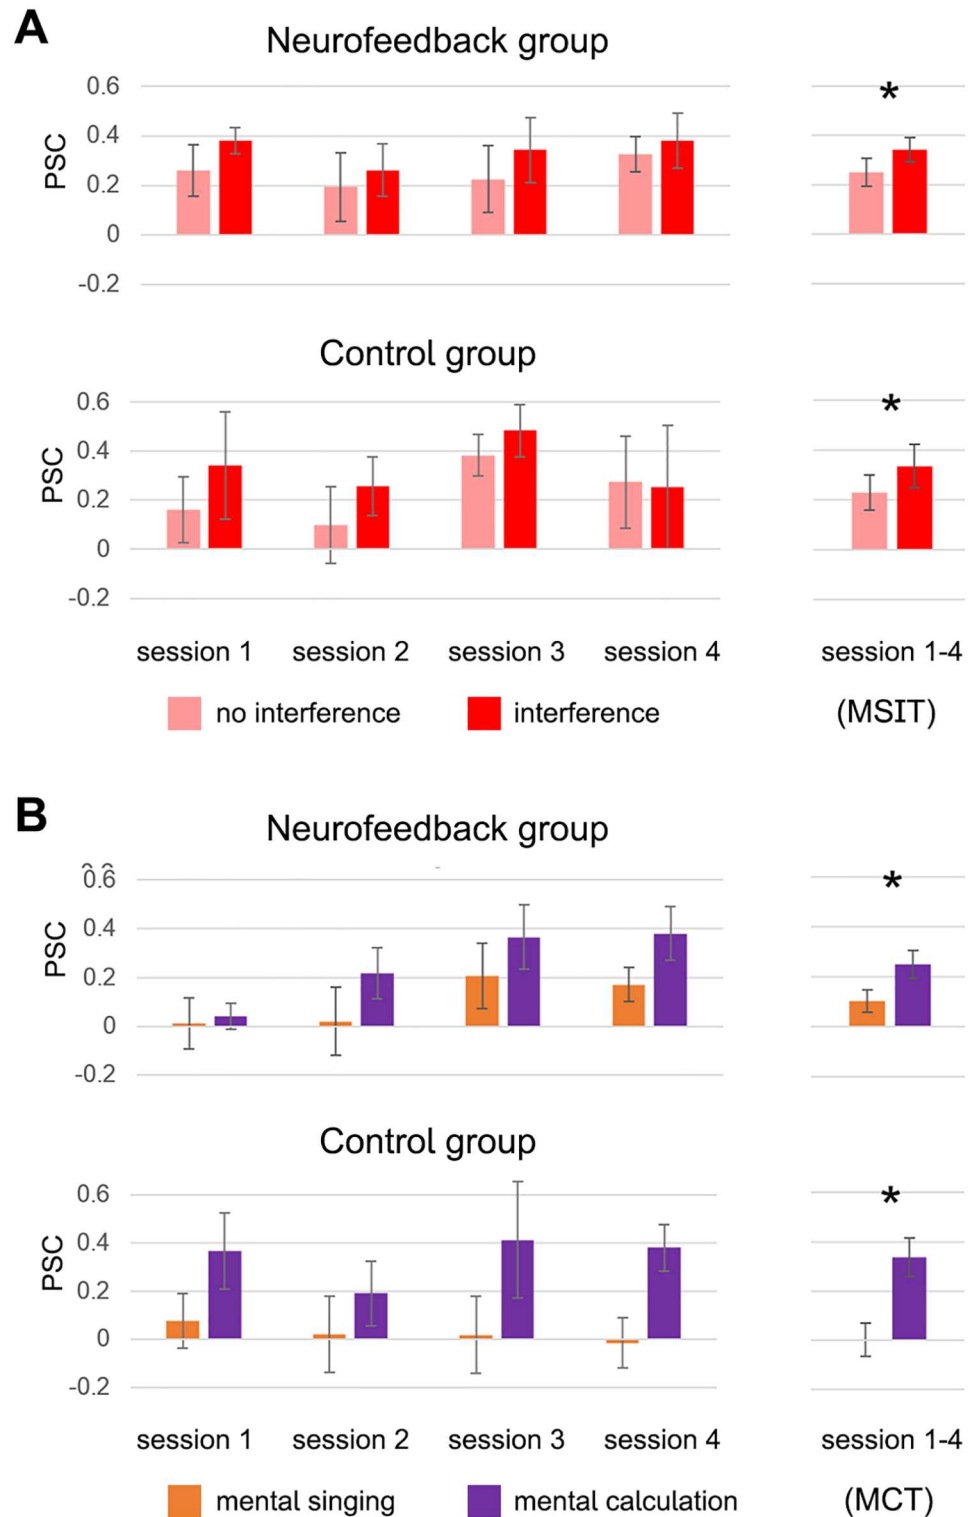 A
Neurofeedback group
0.6
0.4
0.2
0
-0.2
PSC
*
Control group
0.6
0.4
0.2
0
-0.2
PSC
*
session 1 session 2 session 3 session 4 session 1-4
no interference interference (MSIT)
B
Neurofeedback group
0.6
0.4
0.2
0
-0.2
PSC
*
Control group
0.6
0.4
0.2
0
-0.2
PSC
*
session 1 session 2 session 3 session 4 session 1-4
mental singing mental calculation (MCT)